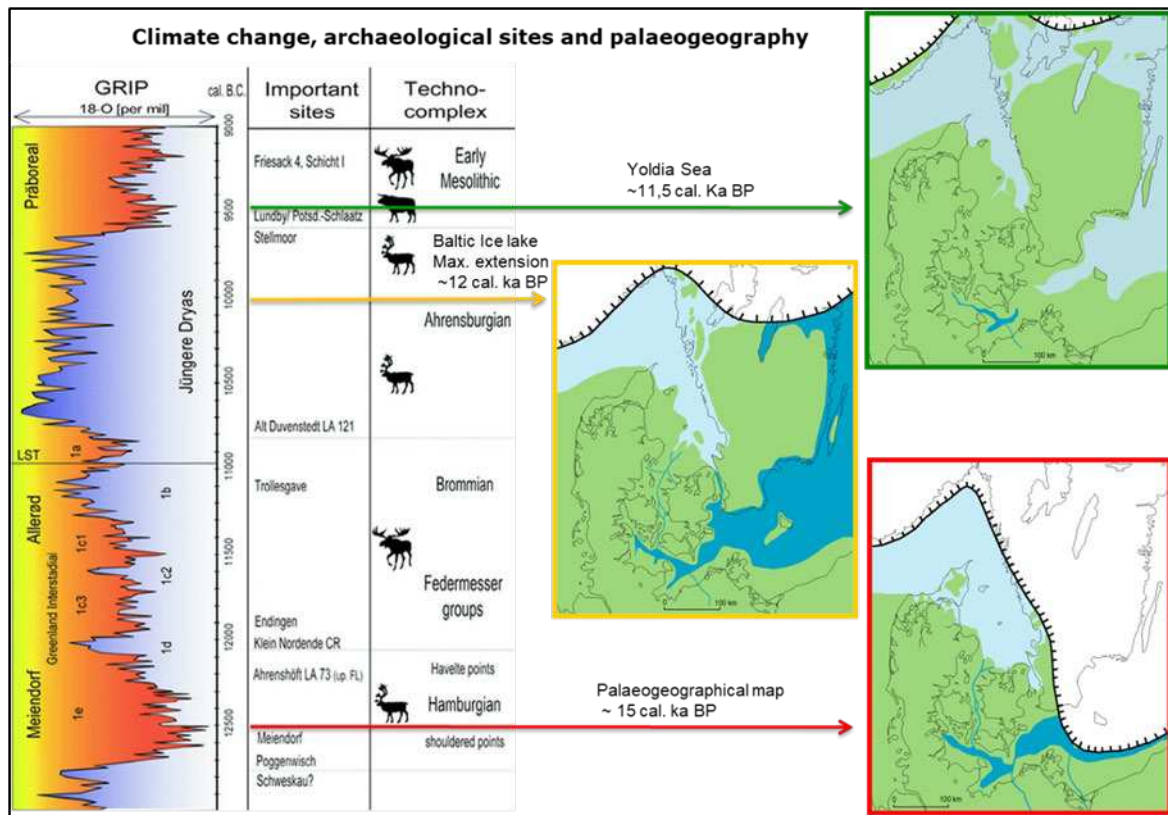 Climate change, archaeological sites and palaeogeography
GRIP
18-O [per mil]
cal. B.C.
Important
sites
Techno-
complex
Präboreal
Jüngere Dryas
LST
Allerød
Greenland Interstadial
Meiendorf
1a
1b
1c1
1c2
1c3
1d
1e
9000
9500
10000
10500
11000
11500
12000
12500
Friesack 4, Schicht I
Lundby/ Potsd.-Schlaatz
Stellmoor
Alt Duvenstedt LA 121
Trollesgave
Endingen
Klein Nordende CR
Ahrenshöft LA 73 (up. FL)
Meiendorf
Poggenwisch
Schweskau?
Early
Mesolithic
Ahrensburgian
Brommian
Federmesser
groups
Havelte points
Hamburgian
shouldered points
Yoldia Sea
~11,5 cal. Ka BP
Baltic Ice lake
Max. extension
~12 cal. ka BP
Palaeogeographical map
~ 15 cal. ka BP
0 100 km
0 100 km
0 100 km